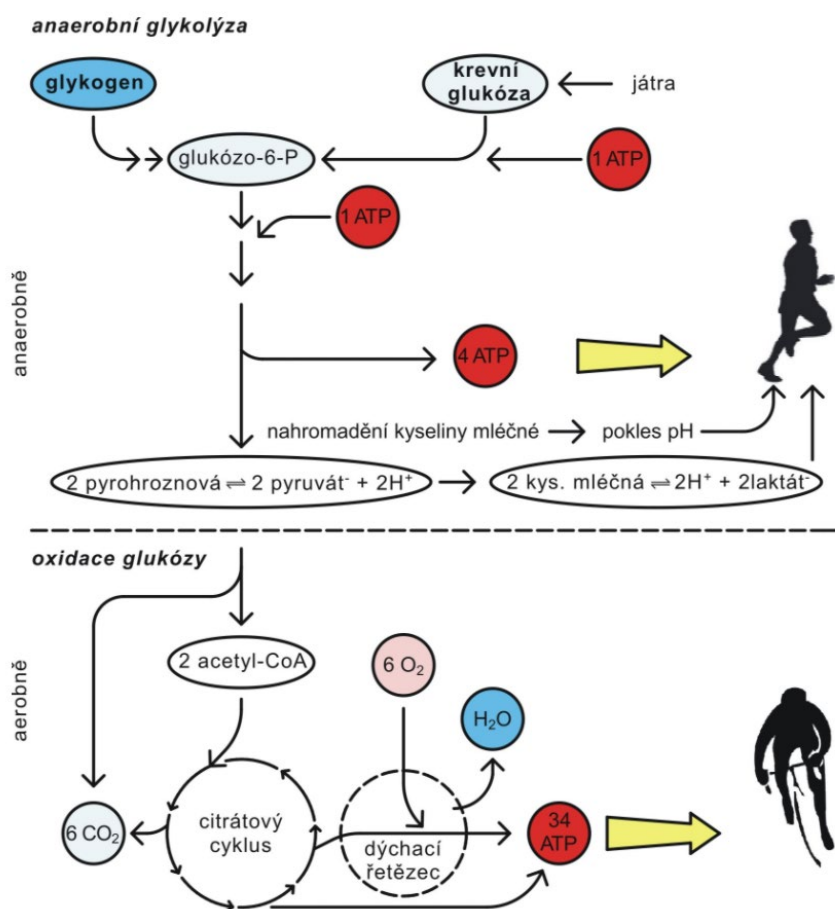 anaerobní glykolýza
glykogen
krevní
glukóza
játra
glukózo-6-P
1 ATP
1 ATP
anaerobně
4 ATP
nahromadění kyseliny mléčné
pokles pH
2 pyrohroznová ⇌ 2 pyruvát⁻ + 2H⁺
2 kys. mléčná ⇌ 2H⁺ + 2laktát⁻
oxidace glukózy
aerobně
2 acetyl-CoA
6 O₂
H₂O
6 CO₂
citrátový
cyklus
dýchací
řetězec
34
ATP